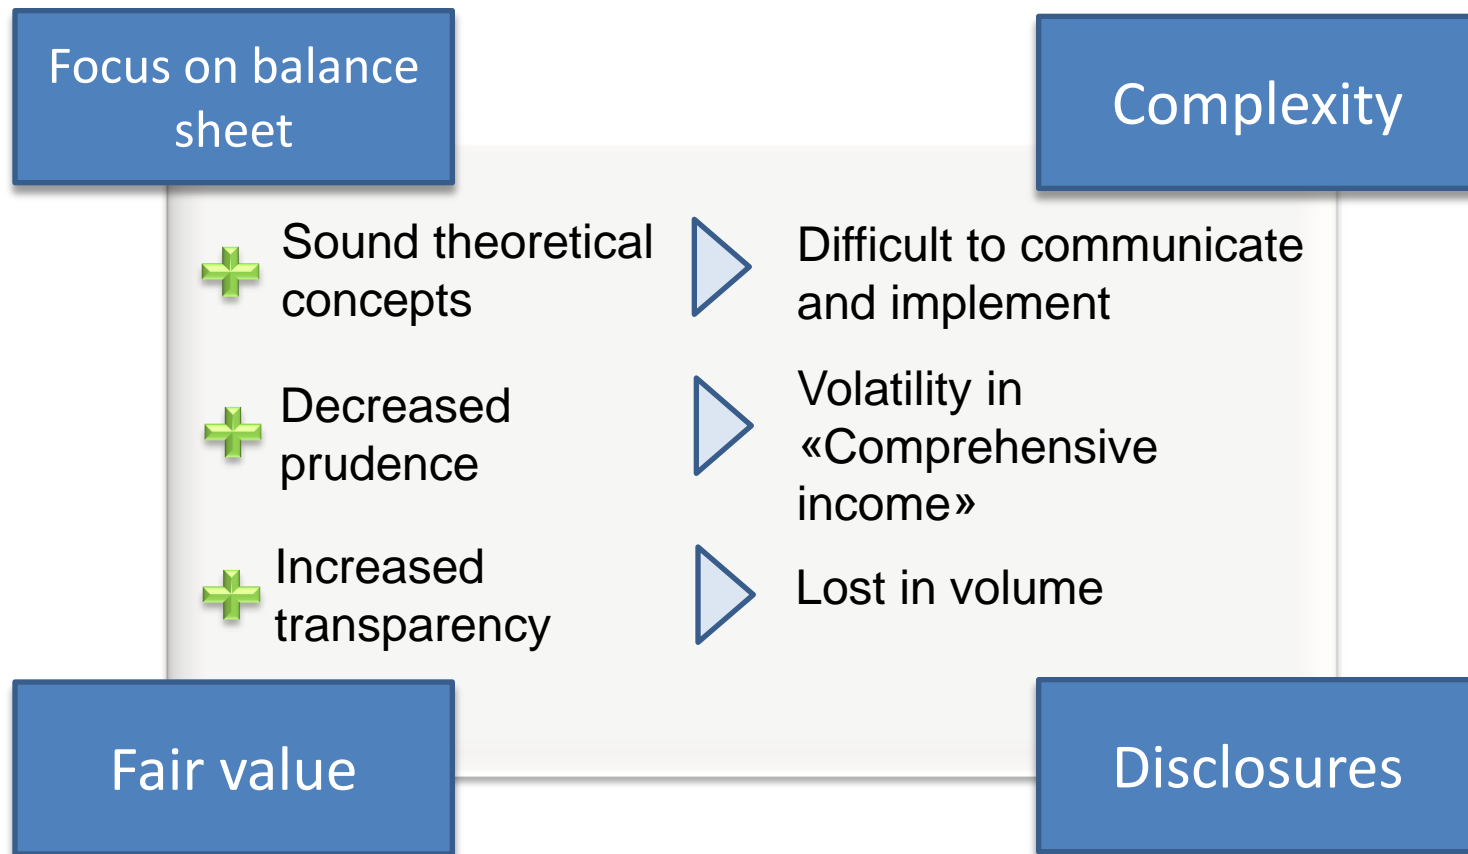 Focus on balance
sheet
Complexity
Sound theoretical
concepts
Difficult to communicate
and implement
Decreased
prudence
Volatility in
«Comprehensive
income»
Increased
transparency
Lost in volume
Fair value
Disclosures